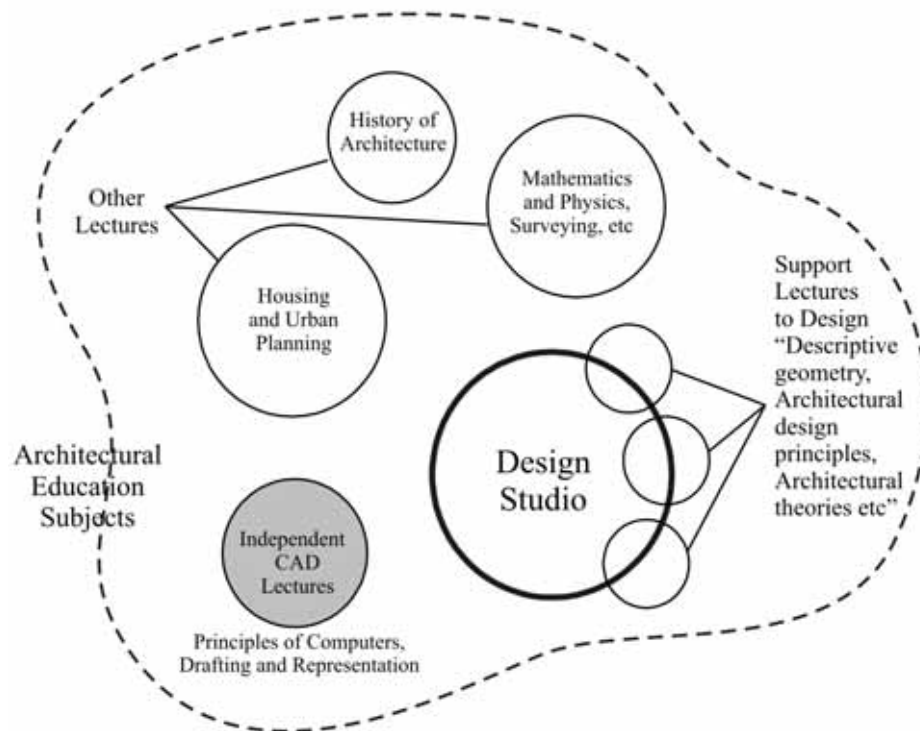 History of
Architecture
Mathematics
and Physics,
Surveying, etc
Other
Lectures
Housing
and Urban
Planning
Support
Lectures
to Design
“Descriptive
geometry,
Architectural
design
principles,
Architectural
theories etc”
Architectural
Education
Subjects
Design
Studio
Independent
CAD
Lectures
Principles of Computers,
Drafting and Representation